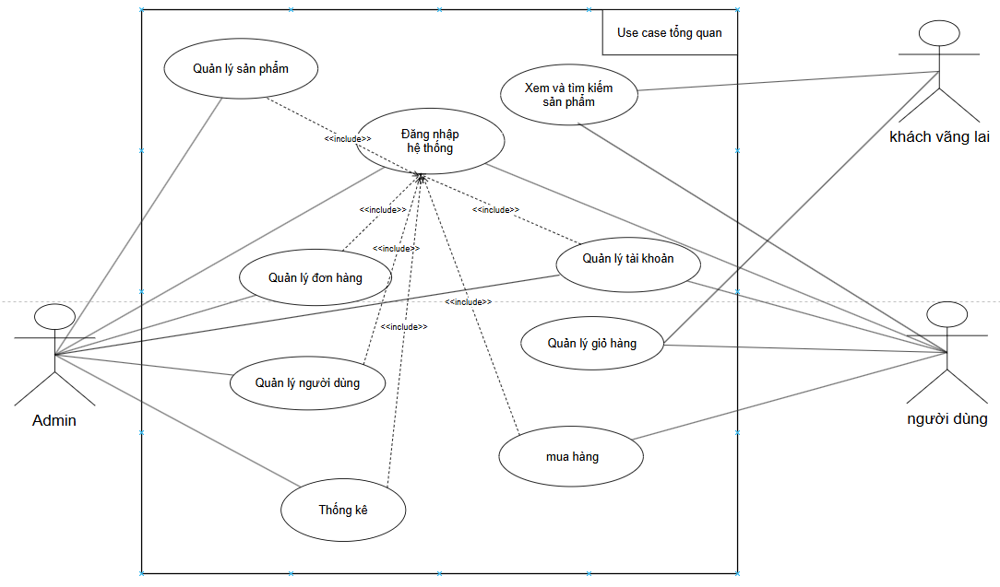 Use case tổng quan
Quản lý sản phẩm
Xem và tìm kiếm
sản phẩm
khách vãng lai
Đăng nhập
hệ thống
<<include>>
<<include>>
<<include>>
<<include>>
Quản lý tài khoản
Quản lý đơn hàng
<<include>>
<<include>>
Quản lý giỏ hàng
Quản lý người dùng
Admin
người dùng
mua hàng
Thống kê